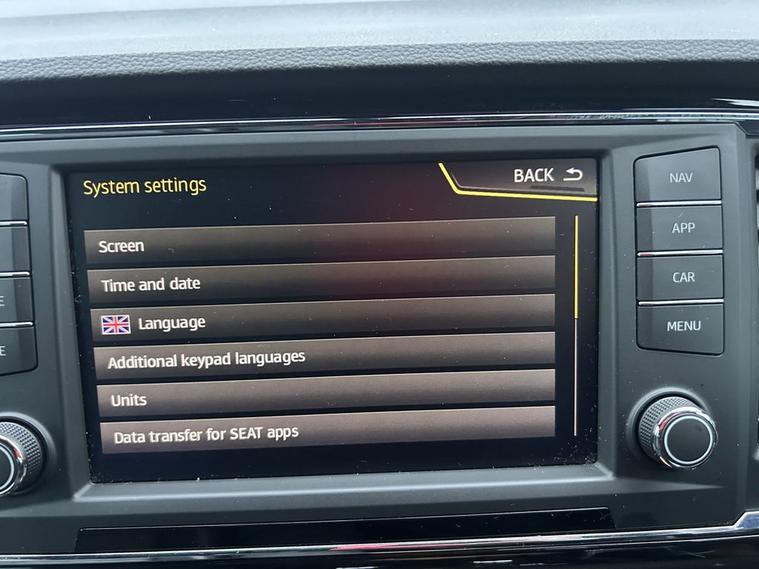 System settings
BACK
Screen
Time and date
Language
Additional keypad languages
Units
Data transfer for SEAT apps
NAV
APP
CAR
MENU
E
E